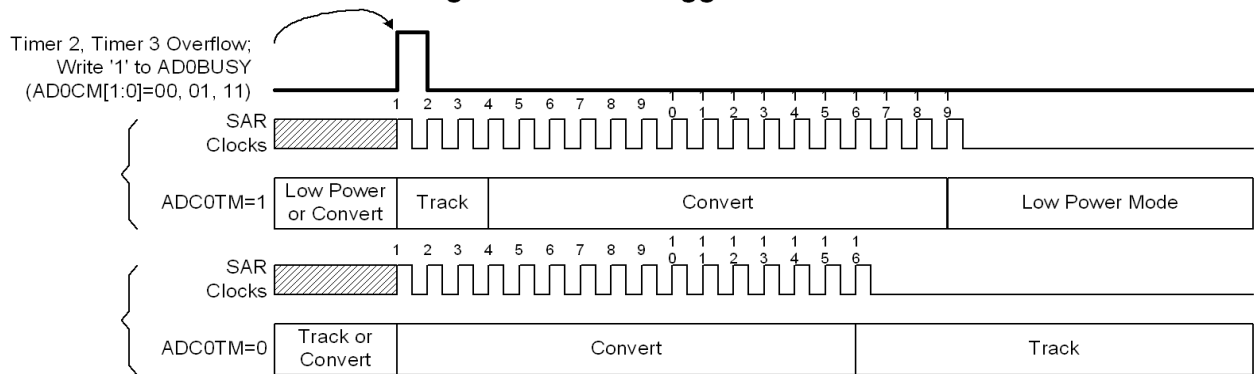 Timer 2, Timer 3 Overflow;
Write '1' to AD0BUSY
(AD0CM[1:0]=00, 01, 11)
1 2 3 4 5 6 7 8 9 10 11 12 13 14 15 16 17 18 19
SAR
Clocks
ADC0TM=1
Low Power
or Convert
Track
Convert
Low Power Mode
1 2 3 4 5 6 7 8 9 10 11 12 13 14 15 16
SAR
Clocks
ADC0TM=0
Track or
Convert
Convert
Track